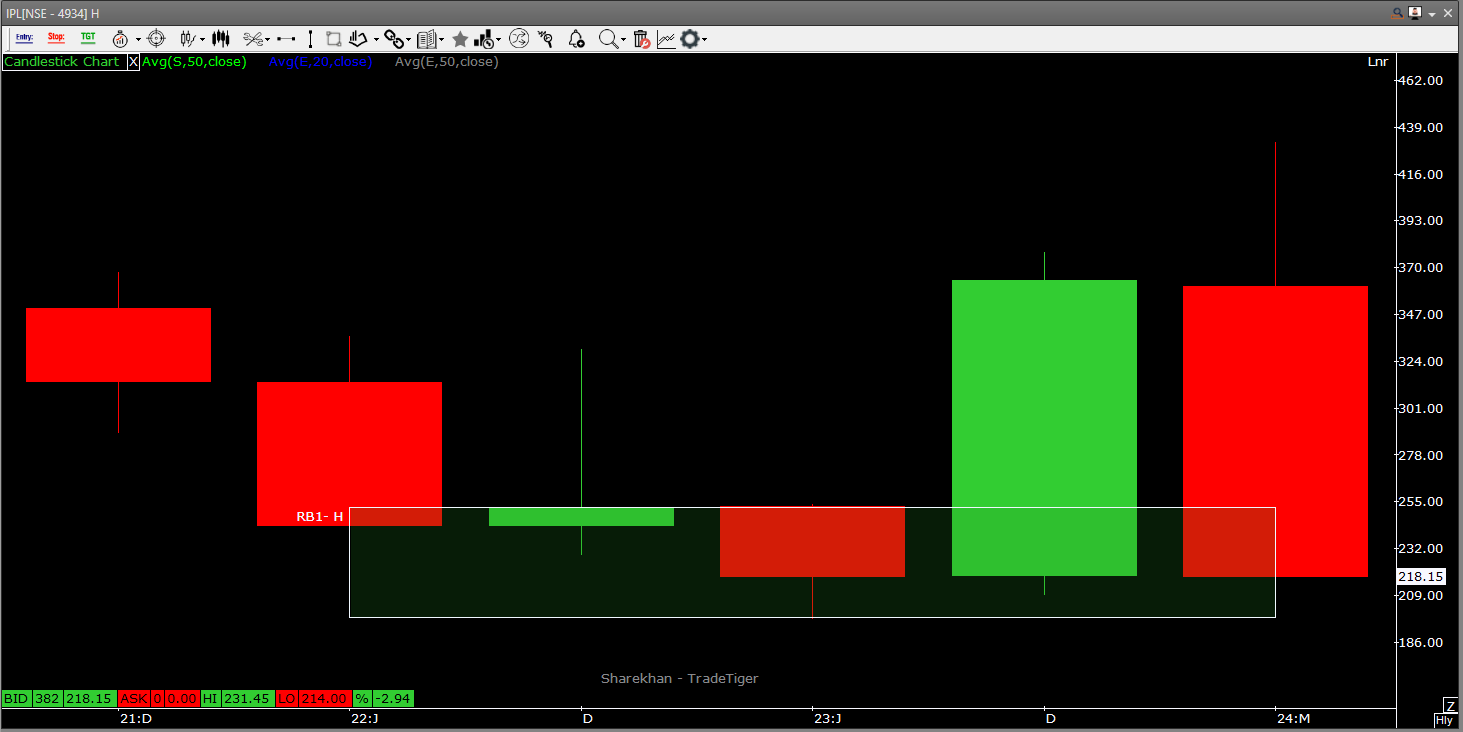 IPL[NSE - 4934] H
Entry: Stop: TGT
Candlestick Chart X Avg(S,50,close) Avg(E,20,close) Avg(E,50,close) Lnr
462.00
439.00
416.00
393.00
370.00
347.00
324.00
301.00
278.00
255.00
RB1- H
232.00
218.15
209.00
186.00
Sharekhan - TradeTiger
BID 382 218.15 ASK 0 0.00 HI 231.45 LO 214.00 % -2.94
Z
21:D 22:J D 23:J D 24:M Hly